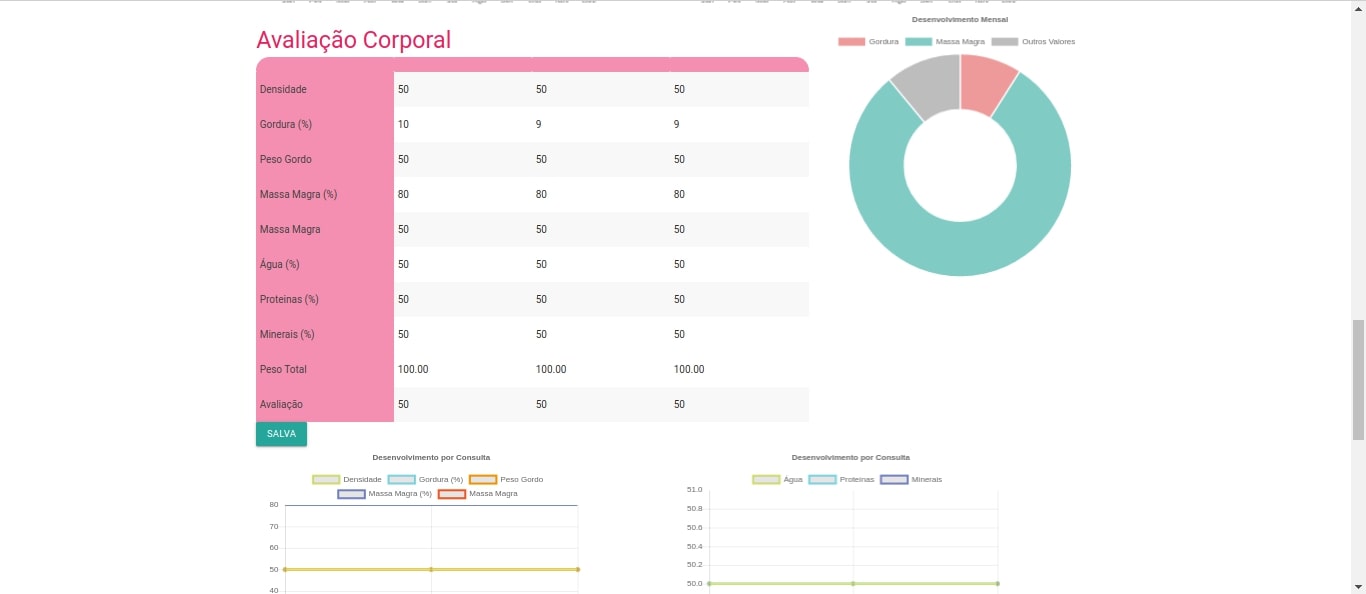 Avaliação Corporal
Densidade 50 50 50
Gordura (%) 10 9 9
Peso Gordo 50 50 50
Massa Magra (%) 80 80 80
Massa Magra 50 50 50
Água (%) 50 50 50
Proteinas (%) 50 50 50
Minerais (%) 50 50 50
Peso Total 100.00 100.00 100.00
Avaliação 50 50 50
SALVA
Desenvolvimento Mensal
Gordura Massa Magra Outros Valores
Desenvolvimento por Consulta
Densidade Gordura (%) Peso Gordo
Massa Magra (%) Massa Magra
80
70
60
50
40
Desenvolvimento por Consulta
Água Proteínas Minerais
51.0
50.8
50.6
50.4
50.2
50.0